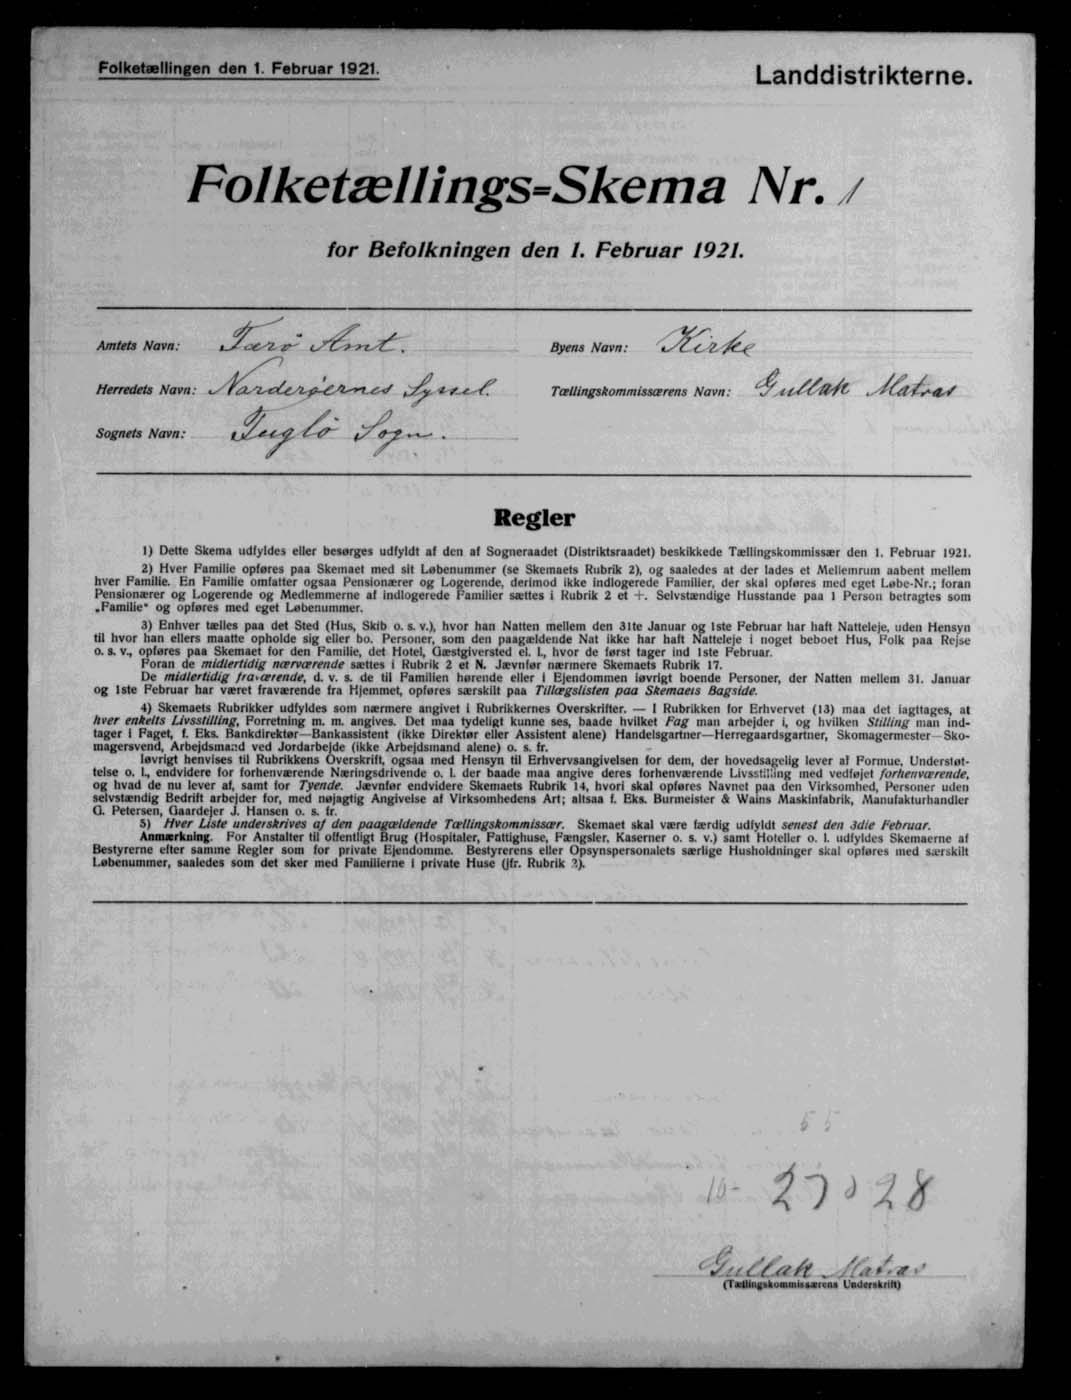 Folketællingen den 1. Februar 1921.
Landdistrikterne.
Folketællings=Skema Nr. 1
for Befolkningen den 1. Februar 1921.
Amtets Navn: Færø Amt.
Byens Navn: Kirke
Herredets Navn: Norderøernes Syssel.
Tællingskommissærens Navn: Gullak Matras
Sognets Navn: Fuglø Sogn.
Regler
1) Dette Skema udfyldes eller besørges udfyldt af den af Sogneraadet (Distriktsraadet) beskikkede Tællingskommissær den 1. Februar 1921.
2) Hver Familie opføres paa Skemaet med sit Løbenummer (se Skemaets Rubrik 2), og saaledes at der lades et Mellemrum aabent mellem
hver Familie. En Familie omfatter ogsaa Pensionærer og Logerende, derimod ikke indlogerede Familier, der skal opføres med eget Løbe-Nr.; foran
Pensionærer og Logerende og Medlemmerne af indlogerede Familier sættes i Rubrik 2 et +. Selvstændige Husstande paa 1 Person betragtes som
„Familie" og opføres med eget Løbenummer.
3) Enhver tælles paa det Sted (Hus, Skib o. s. v.), hvor han Natten mellem den 31te Januar og 1ste Februar har haft Natteleje, uden Hensyn
til hvor han ellers maatte opholde sig eller bo. Personer, som den paagældende Nat ikke har haft Natteleje i noget beboet Hus, Folk paa Rejse
o. s. v., opføres paa Skemaet for den Familie, det Hotel, Gæstgiversted el. l., hvor de først tager ind 1ste Februar.
Foran de midlertidig nærværende sættes i Rubrik 2 et N. Jævnfør nærmere Skemaets Rubrik 17.
De midlertidig fraværende, d. v. s. de til Familien hørende eller i Ejendommen iøvrigt boende Personer, der Natten mellem 31. Januar
og 1ste Februar har været fraværende fra Hjemmet, opføres særskilt paa Tillægslisten paa Skemaets Bagside.
4) Skemaets Rubrikker udfyldes som nærmere angivet i Rubrikkernes Overskrifter. — I Rubrikken for Erhvervet (13) maa det iagttages, at
hver enkelts Livsstilling, Forretning m. m. angives. Det maa tydeligt kunne ses, baade hvilket Fag man arbejder i, og hvilken Stilling man ind-
tager i Faget, f. Eks. Bankdirektør—Bankassistent (ikke Direktør eller Assistent alene) Handelsgartner—Herregaardsgartner, Skomagermester—Sko-
magersvend, Arbejdsmand ved Jordarbejde (ikke Arbejdsmand alene) o. s. fr.
Iøvrigt henvises til Rubrikkens Overskrift, ogsaa med Hensyn til Erhvervsangivelsen for dem, der hovedsagelig lever af Formue, Understøt-
telse o. l., endvidere for forhenværende Næringsdrivende o. l. der baade maa angive deres forhenværende Livsstilling med vedføjet forhenværende,
og hvad de nu lever af, samt for Tyende. Jævnfør endvidere Skemaets Rubrik 14, hvori skal opføres Navnet paa den Virksomhed, Personer uden
selvstændig Bedrift arbejder for, med nøjagtig Angivelse af Virksomhedens Art; altsaa f. Eks. Burmeister & Wains Maskinfabrik, Manufakturhandler
G. Petersen, Gaardejer J. Hansen o. s. fr.
5) Hver Liste underskrives af den paagældende Tællingskommissær. Skemaet skal være færdig udfyldt senest den 3die Februar.
Anmærkning. For Anstalter til offentligt Brug (Hospitaler, Fattighuse, Fængsler, Kaserner o. s. v.) samt Hoteller o. l. udfyldes Skemaerne af
Bestyrerne efter samme Regler som for private Ejendomme. Bestyrerens eller Opsynspersonalets særlige Husholdninger skal opføres med særskilt
Løbenummer, saaledes som det sker med Familierne i private Huse (jfr. Rubrik 2).
55
10- 27 28
Gullak Matras
(Tællingskommissærens Underskrift)